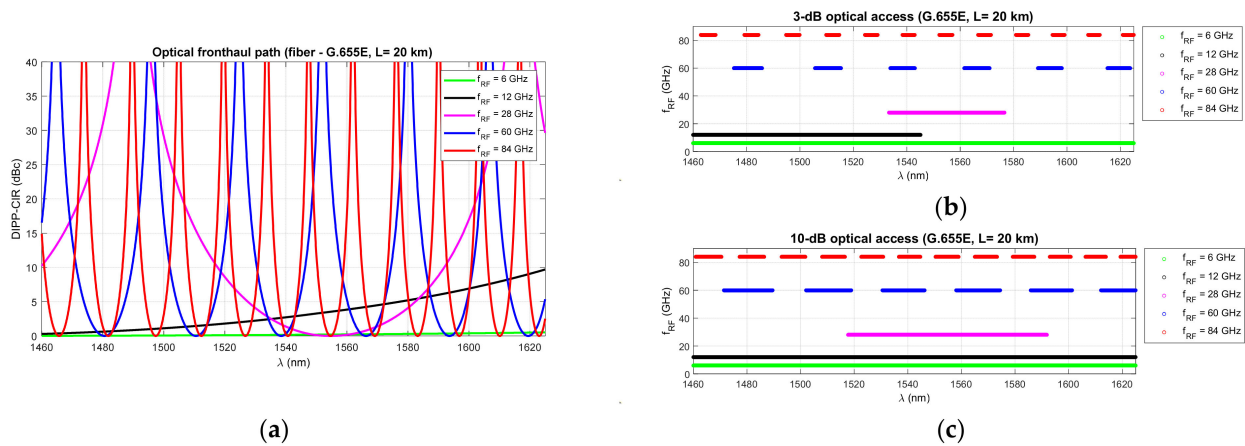 Optical fronthaul path (fiber - G.655E, L= 20 km)
DIPP-CIR (dBc)
40
35
30
25
20
15
10
5
0
1460 1480 1500 1520 1540 1560 1580 1600 1620
λ (nm)
f_RF = 6 GHz
f_RF = 12 GHz
f_RF = 28 GHz
f_RF = 60 GHz
f_RF = 84 GHz
(a)
3-dB optical access (G.655E, L= 20 km)
f_RF (GHz)
80
60
40
20
0
1460 1480 1500 1520 1540 1560 1580 1600 1620
λ (nm)
f_RF = 6 GHz
f_RF = 12 GHz
f_RF = 28 GHz
f_RF = 60 GHz
f_RF = 84 GHz
(b)
10-dB optical access (G.655E, L= 20 km)
f_RF (GHz)
80
60
40
20
0
1460 1480 1500 1520 1540 1560 1580 1600 1620
λ (nm)
f_RF = 6 GHz
f_RF = 12 GHz
f_RF = 28 GHz
f_RF = 60 GHz
f_RF = 84 GHz
(c)